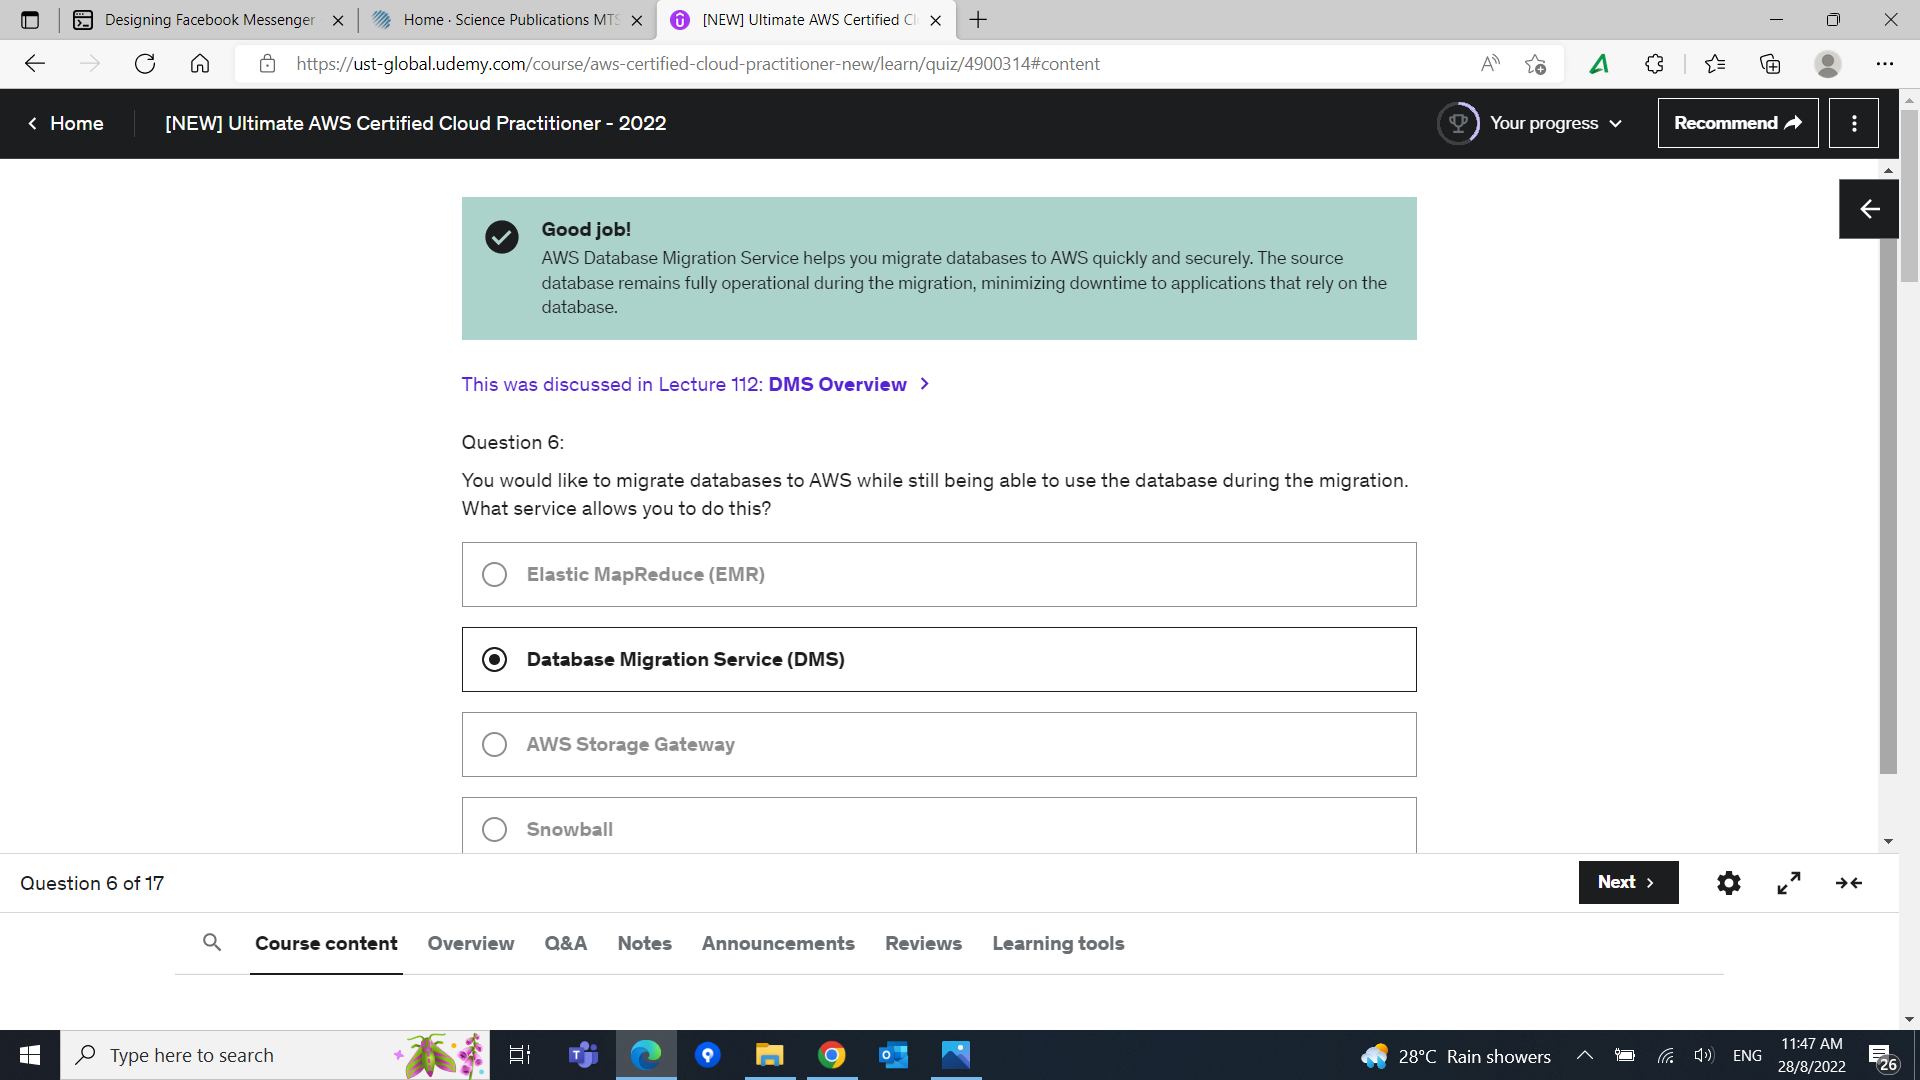 Designing Facebook Messenger
Home · Science Publications MTS
[NEW] Ultimate AWS Certified Cl
https://ust-global.udemy.com/course/aws-certified-cloud-practitioner-new/learn/quiz/4900314#content
Home
[NEW] Ultimate AWS Certified Cloud Practitioner - 2022
Your progress
Recommend
Good job!
AWS Database Migration Service helps you migrate databases to AWS quickly and securely. The source
database remains fully operational during the migration, minimizing downtime to applications that rely on the
database.
This was discussed in Lecture 112: DMS Overview
Question 6:
You would like to migrate databases to AWS while still being able to use the database during the migration.
What service allows you to do this?
Elastic MapReduce (EMR)
Database Migration Service (DMS)
AWS Storage Gateway
Snowball
Question 6 of 17
Next
Course content
Overview
Q&A
Notes
Announcements
Reviews
Learning tools
Type here to search
28°C Rain showers
ENG
11:47 AM
28/8/2022
26